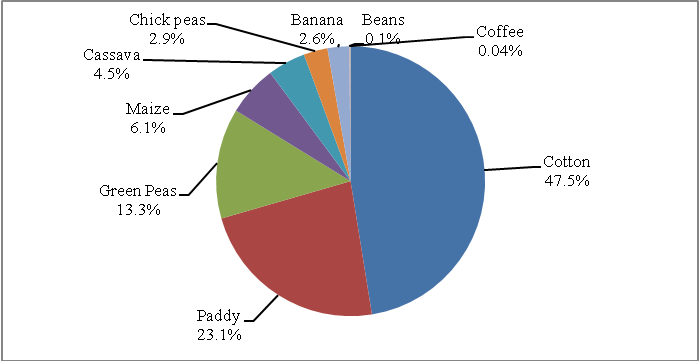 Chick peas
2.9%
Banana
2.6%
Beans
0.1%
Coffee
0.04%
Cassava
4.5%
Maize
6.1%
Cotton
47.5%
Green Peas
13.3%
Paddy
23.1%